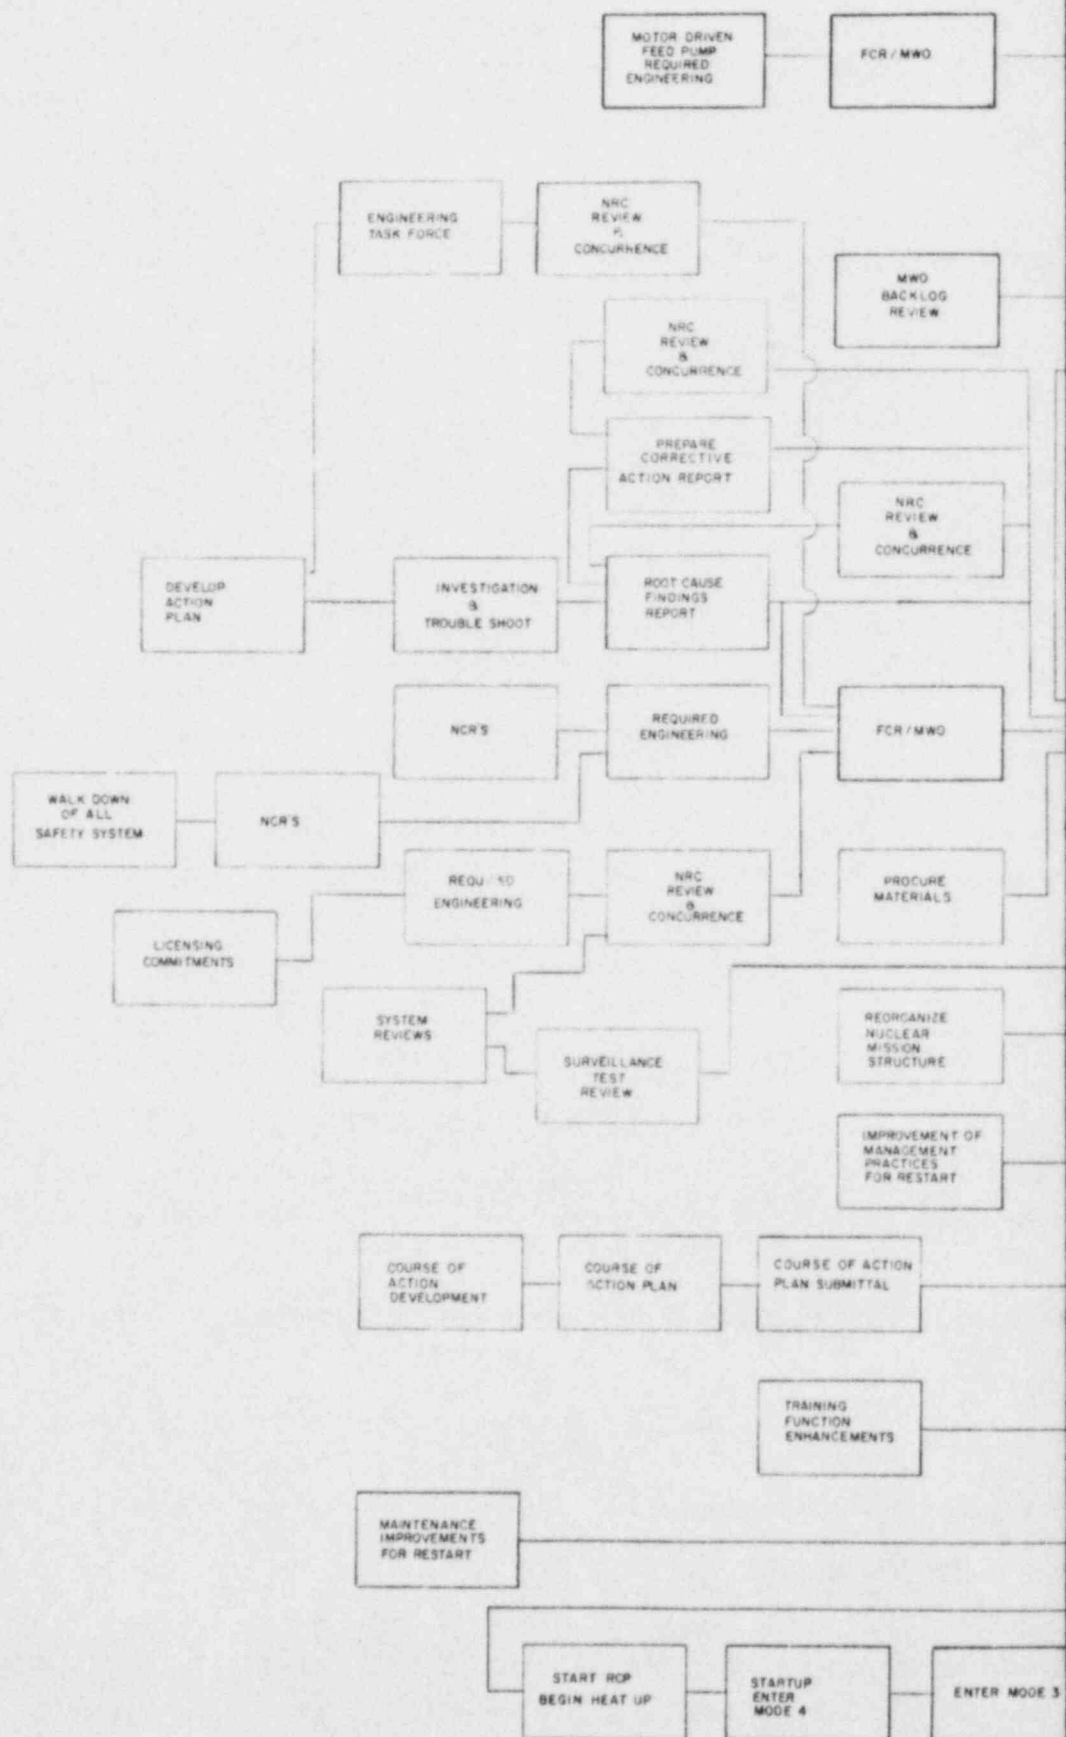 MOTOR DRIVEN
FEED PUMP
REQUIRED
ENGINEERING
FCR/MWO
ENGINEERING
TASK FORCE
NRC
REVIEW
&
CONCURRENCE
MWO
BACKLOG
REVIEW
NRC
REVIEW
&
CONCURRENCE
PREPARE
CORRECTIVE
ACTION REPORT
NRC
REVIEW
&
CONCURRENCE
DEVELOP
ACTION
PLAN
INVESTIGATION
&
TROUBLE SHOOT
ROOT CAUSE
FINDINGS
REPORT
NCR'S
REQUIRED
ENGINEERING
FCR/MWO
WALK DOWN
OF ALL
SAFETY SYSTEM
NCR'S
ENGINEERING
NRC
REVIEW
&
CONCURRENCE
PROCURE
MATERIALS
LICENSING
COMMITMENTS
SYSTEM
REVIEWS
SURVEILLANCE
TEST
REVIEW
REORGANIZE
NUCLEAR
MISSION
STRUCTURE
IMPROVEMENT OF
MANAGEMENT
PRACTICES
FOR RESTART
COURSE OF
ACTION
DEVELOPMENT
COURSE OF
ACTION PLAN
COURSE OF ACTION
PLAN SUBMITTAL
TRAINING
FUNCTION
ENHANCEMENTS
MAINTENANCE
IMPROVEMENTS
FOR RESTART
START RCP
BEGIN HEAT UP
STARTUP
ENTER
MODE 4
ENTER MODE 3